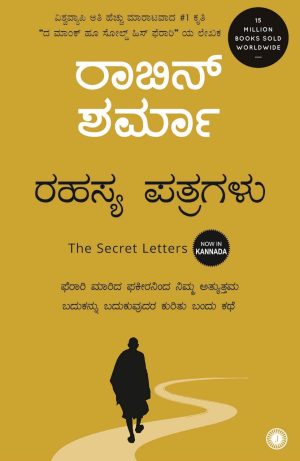 ವಿಶ್ವವ್ಯಾಪಿ ಅತಿ ಹೆಚ್ಚು ಮಾರಾಟವಾದ #1 ಕೃತಿ
"ದ ಮಾಂಕ್ ಹೂ ಸೋಲ್ಡ್ ಹಿಸ್ ಫೆರಾರಿ" ಯ ಲೇಖಕ
15
MILLION
BOOKS SOLD
WORLDWIDE
ರಾಬಿನ್
ಶರ್ಮಾ
ರಹಸ್ಯ ಪತ್ರಗಳು
The Secret Letters
NOW IN
KANNADA
ಫೆರಾರಿ ಮಾರಿದ ಫಕೀರನಿಂದ ನಿಮ್ಮ ಅತ್ಯುತ್ತಮ
ಬದುಕನ್ನು ಬದುಕುವುದರ ಕುರಿತು ಒಂದು ಕಥೆ